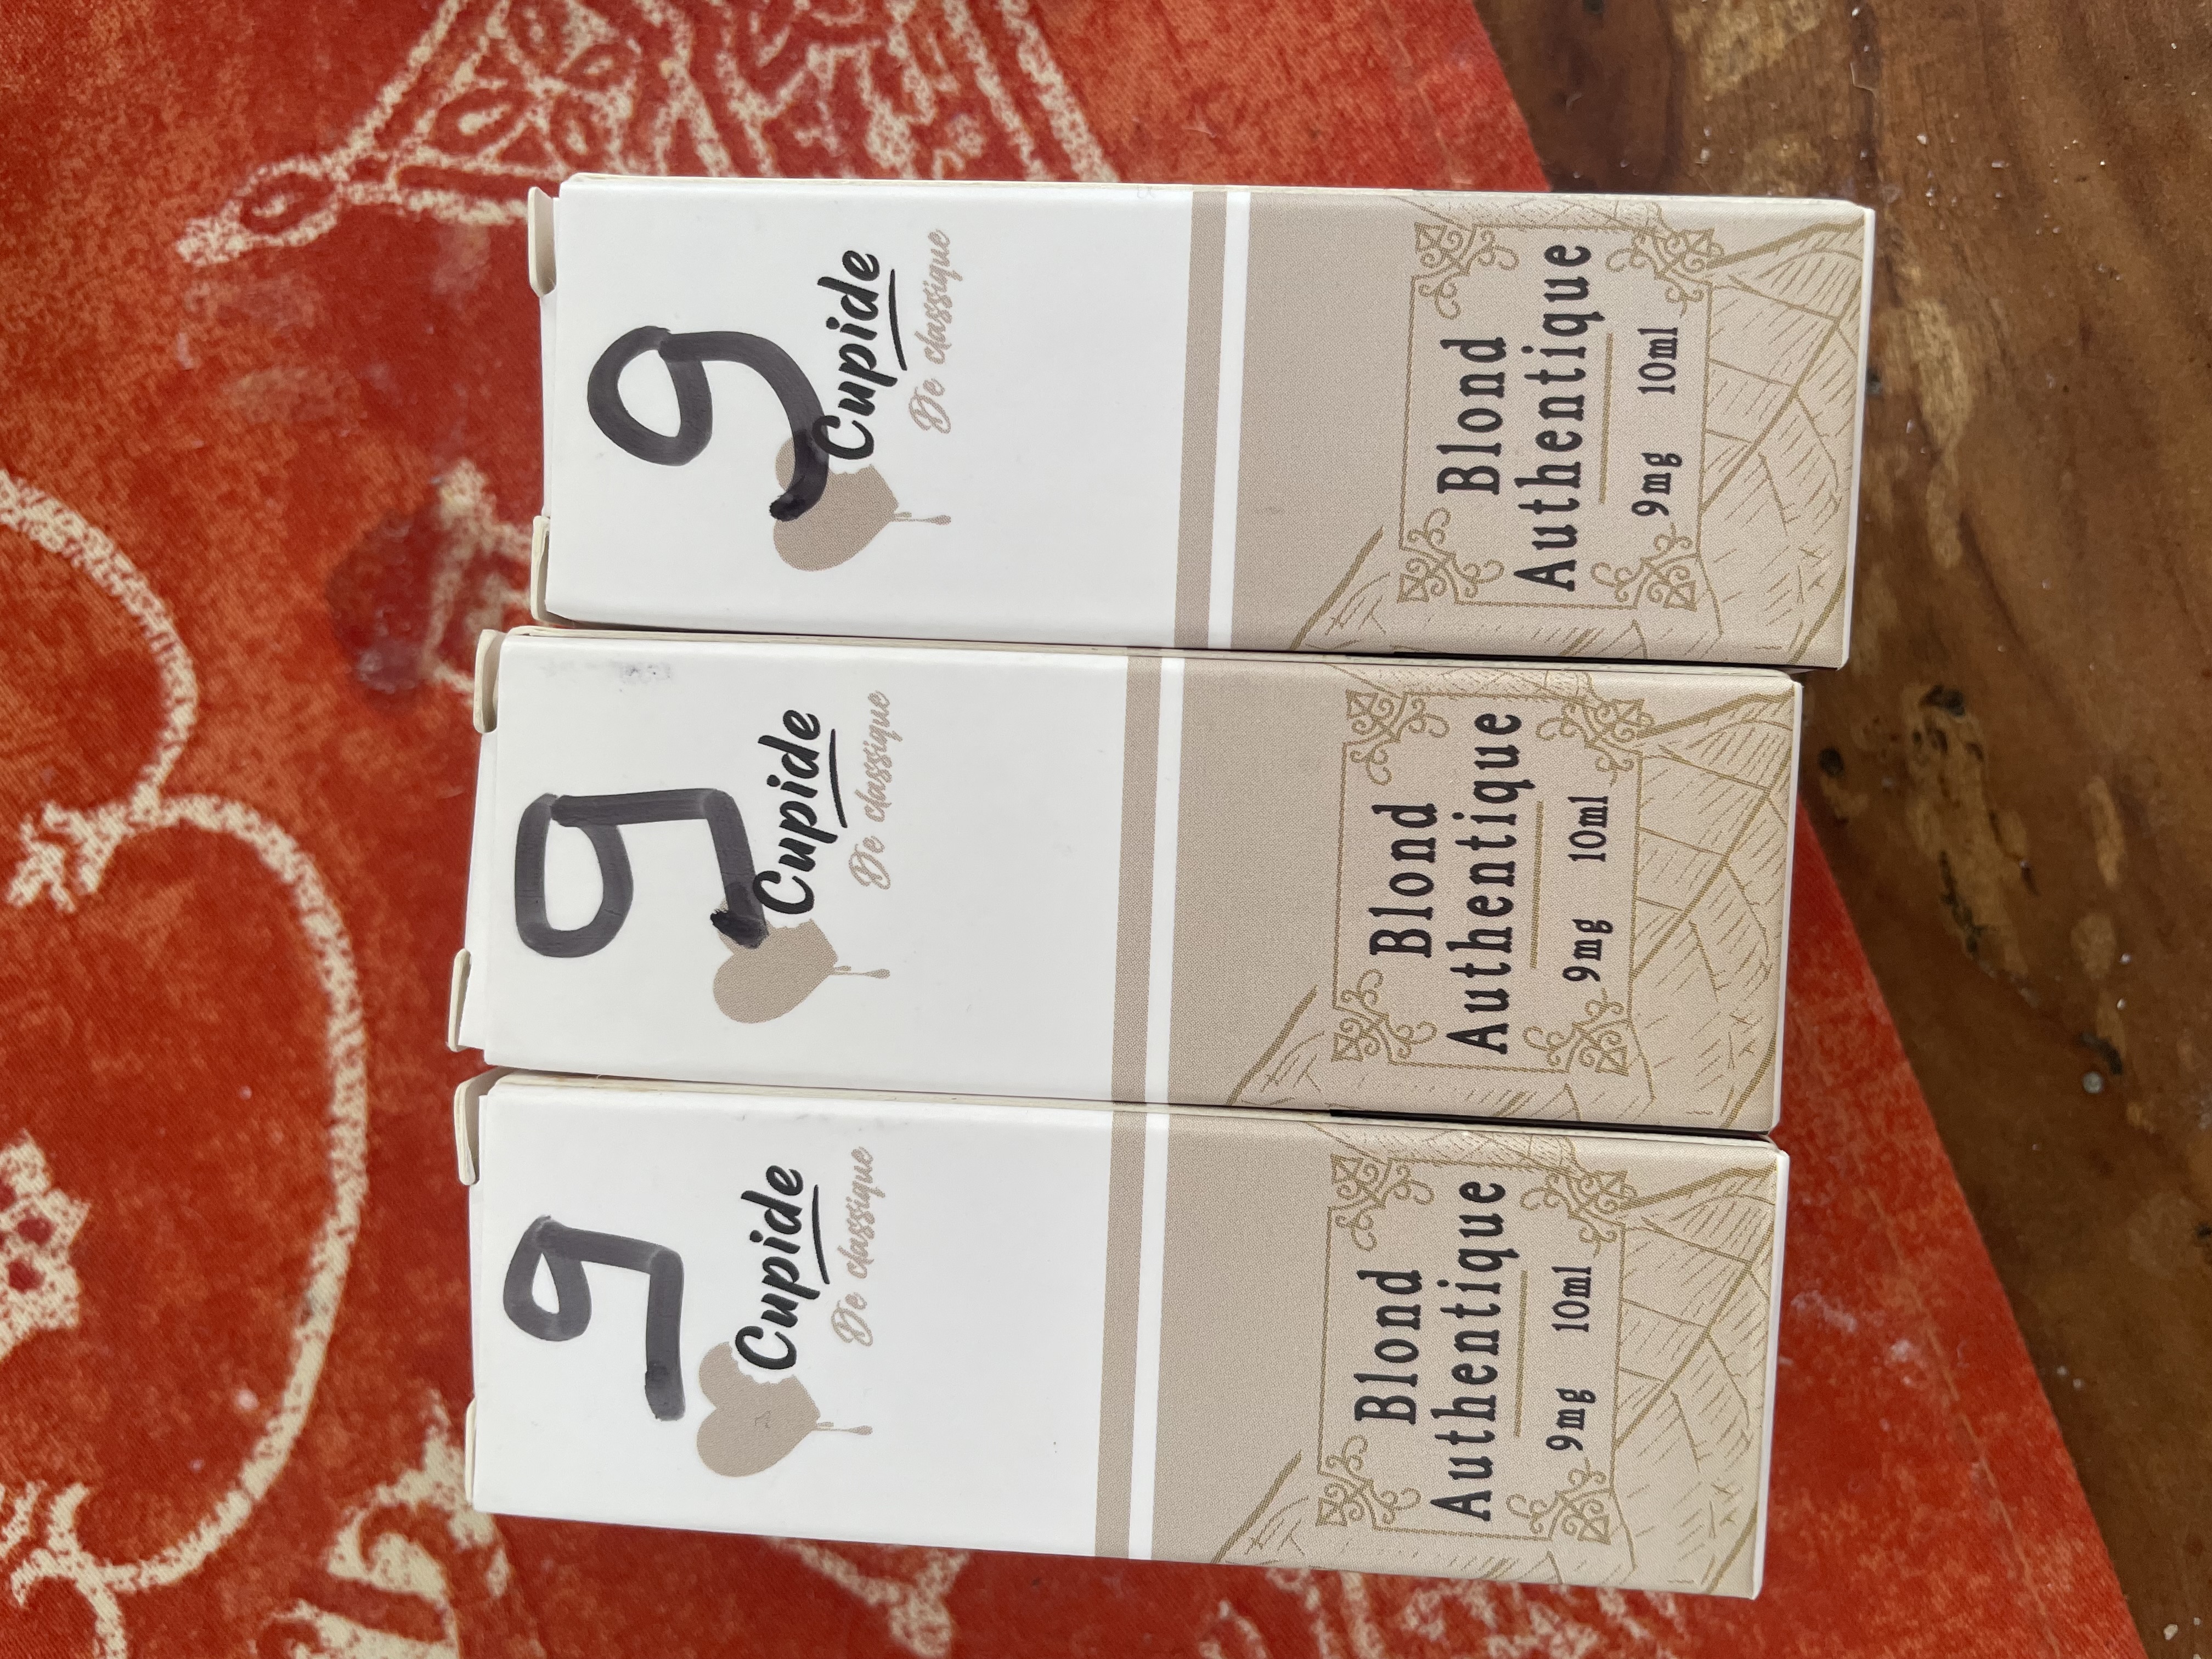 9
Cupide
De classique
Blond
Authentique
9mg 10ml
9
Cupide
De classique
Blond
Authentique
9mg 10ml
9
Cupide
De classique
Blond
Authentique
9mg 10ml